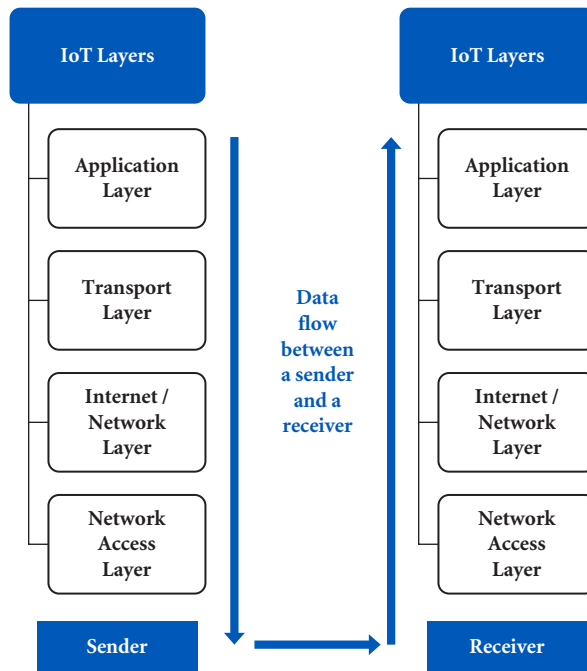 IoT Layers
Application
Layer
Transport
Layer
Internet /
Network
Layer
Network
Access
Layer
Sender
Data
flow
between
a sender
and a
receiver
IoT Layers
Application
Layer
Transport
Layer
Internet /
Network
Layer
Network
Access
Layer
Receiver